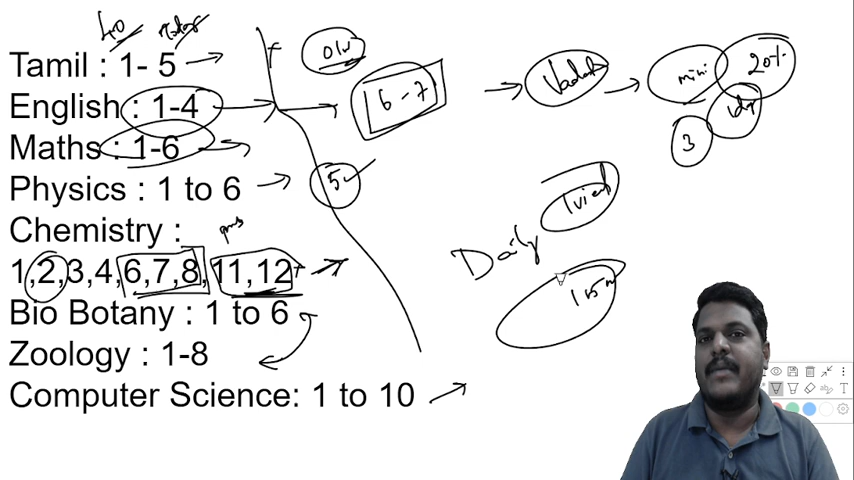 Tamil : 1- 5
English : 1-4
Maths : 1-6
Physics : 1 to 6
Chemistry :
1,2,3,4,6,7,8,11,12
Bio Botany : 1 to 6
Zoology : 1-8
Computer Science: 1 to 10
6-7
5
mini
20%
3
Daily